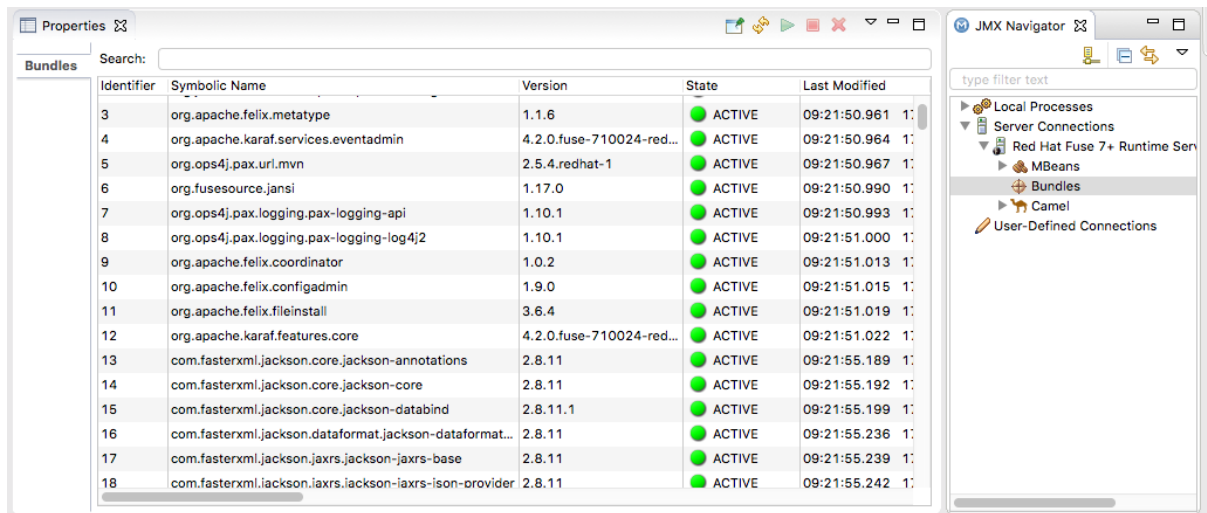 Properties
Bundles
Search:
Identifier Symbolic Name Version State Last Modified
3 org.apache.felix.metatype 1.1.6 ACTIVE 09:21:50.961
4 org.apache.karaf.services.eventadmin 4.2.0.fuse-710024-red... ACTIVE 09:21:50.964
5 org.ops4j.pax.url.mvn 2.5.4.redhat-1 ACTIVE 09:21:50.967
6 org.fusesource.jansi 1.17.0 ACTIVE 09:21:50.990
7 org.ops4j.pax.logging.pax-logging-api 1.10.1 ACTIVE 09:21:50.993
8 org.ops4j.pax.logging.pax-logging-log4j2 1.10.1 ACTIVE 09:21:51.000
9 org.apache.felix.coordinator 1.0.2 ACTIVE 09:21:51.013
10 org.apache.felix.configadmin 1.9.0 ACTIVE 09:21:51.015
11 org.apache.felix.fileinstall 3.6.4 ACTIVE 09:21:51.019
12 org.apache.karaf.features.core 4.2.0.fuse-710024-red... ACTIVE 09:21:51.022
13 com.fasterxml.jackson.core.jackson-annotations 2.8.11 ACTIVE 09:21:55.189
14 com.fasterxml.jackson.core.jackson-core 2.8.11 ACTIVE 09:21:55.192
15 com.fasterxml.jackson.core.jackson-databind 2.8.11.1 ACTIVE 09:21:55.199
16 com.fasterxml.jackson.dataformat.jackson-dataformat... 2.8.11 ACTIVE 09:21:55.236
17 com.fasterxml.jackson.jaxrs.jackson-jaxrs-base 2.8.11 ACTIVE 09:21:55.239
18 com.fasterxml.jackson.jaxrs.jackson-jaxrs-json-provider 2.8.11 ACTIVE 09:21:55.242
JMX Navigator
type filter text
Local Processes
Server Connections
Red Hat Fuse 7+ Runtime Serv
MBeans
Bundles
Camel
User-Defined Connections